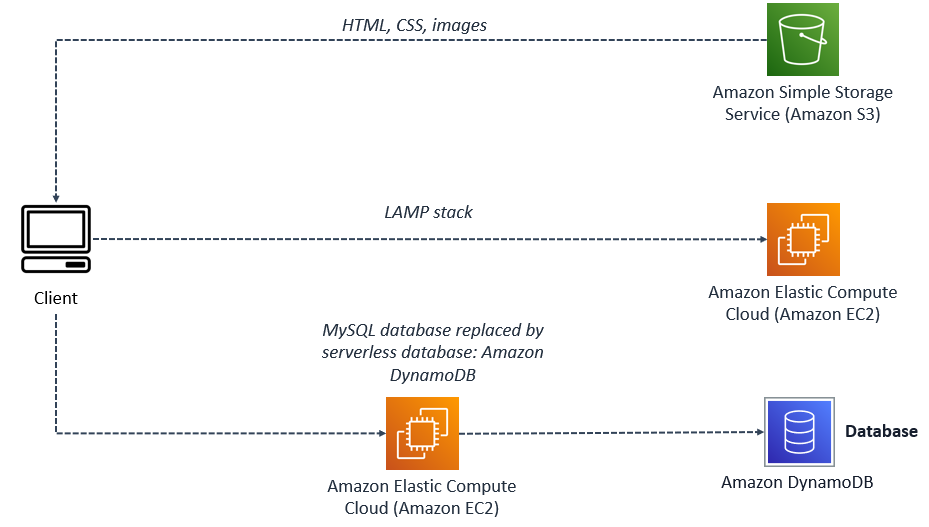 HTML, CSS, images
Amazon Simple Storage
Service (Amazon S3)
LAMP stack
Client
Amazon Elastic Compute
Cloud (Amazon EC2)
MySQL database replaced by
serverless database: Amazon
DynamoDB
Database
Amazon Elastic Compute
Cloud (Amazon EC2)
Amazon DynamoDB